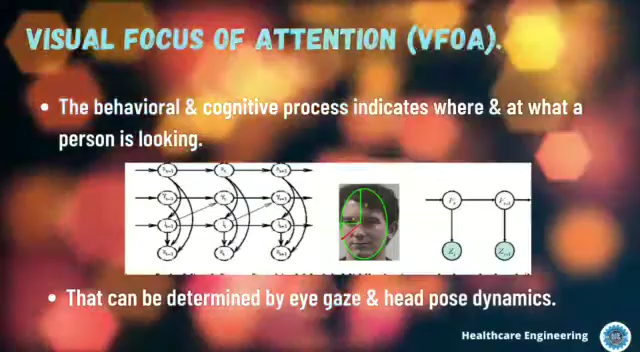 VISUAL FOCUS OF ATTENTION (VFOA).
• The behavioral & cognitive process indicates where & at what a
person is looking.
• That can be determined by eye gaze & head pose dynamics.
Healthcare Engineering